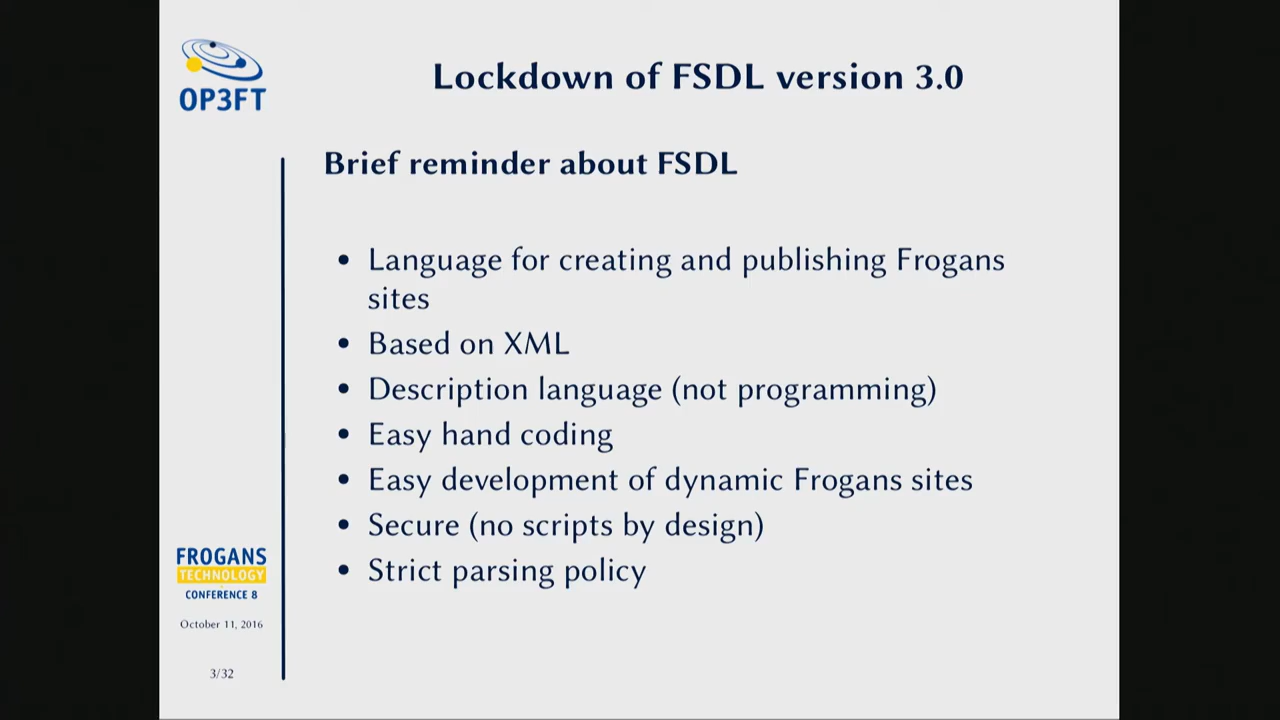 OP3FT
Lockdown of FSDL version 3.0
Brief reminder about FSDL
• Language for creating and publishing Frogans
sites
• Based on XML
• Description language (not programming)
• Easy hand coding
• Easy development of dynamic Frogans sites
• Secure (no scripts by design)
• Strict parsing policy
FROGANS
TECHNOLOGY
CONFERENCE 8
October 11, 2016
3/32